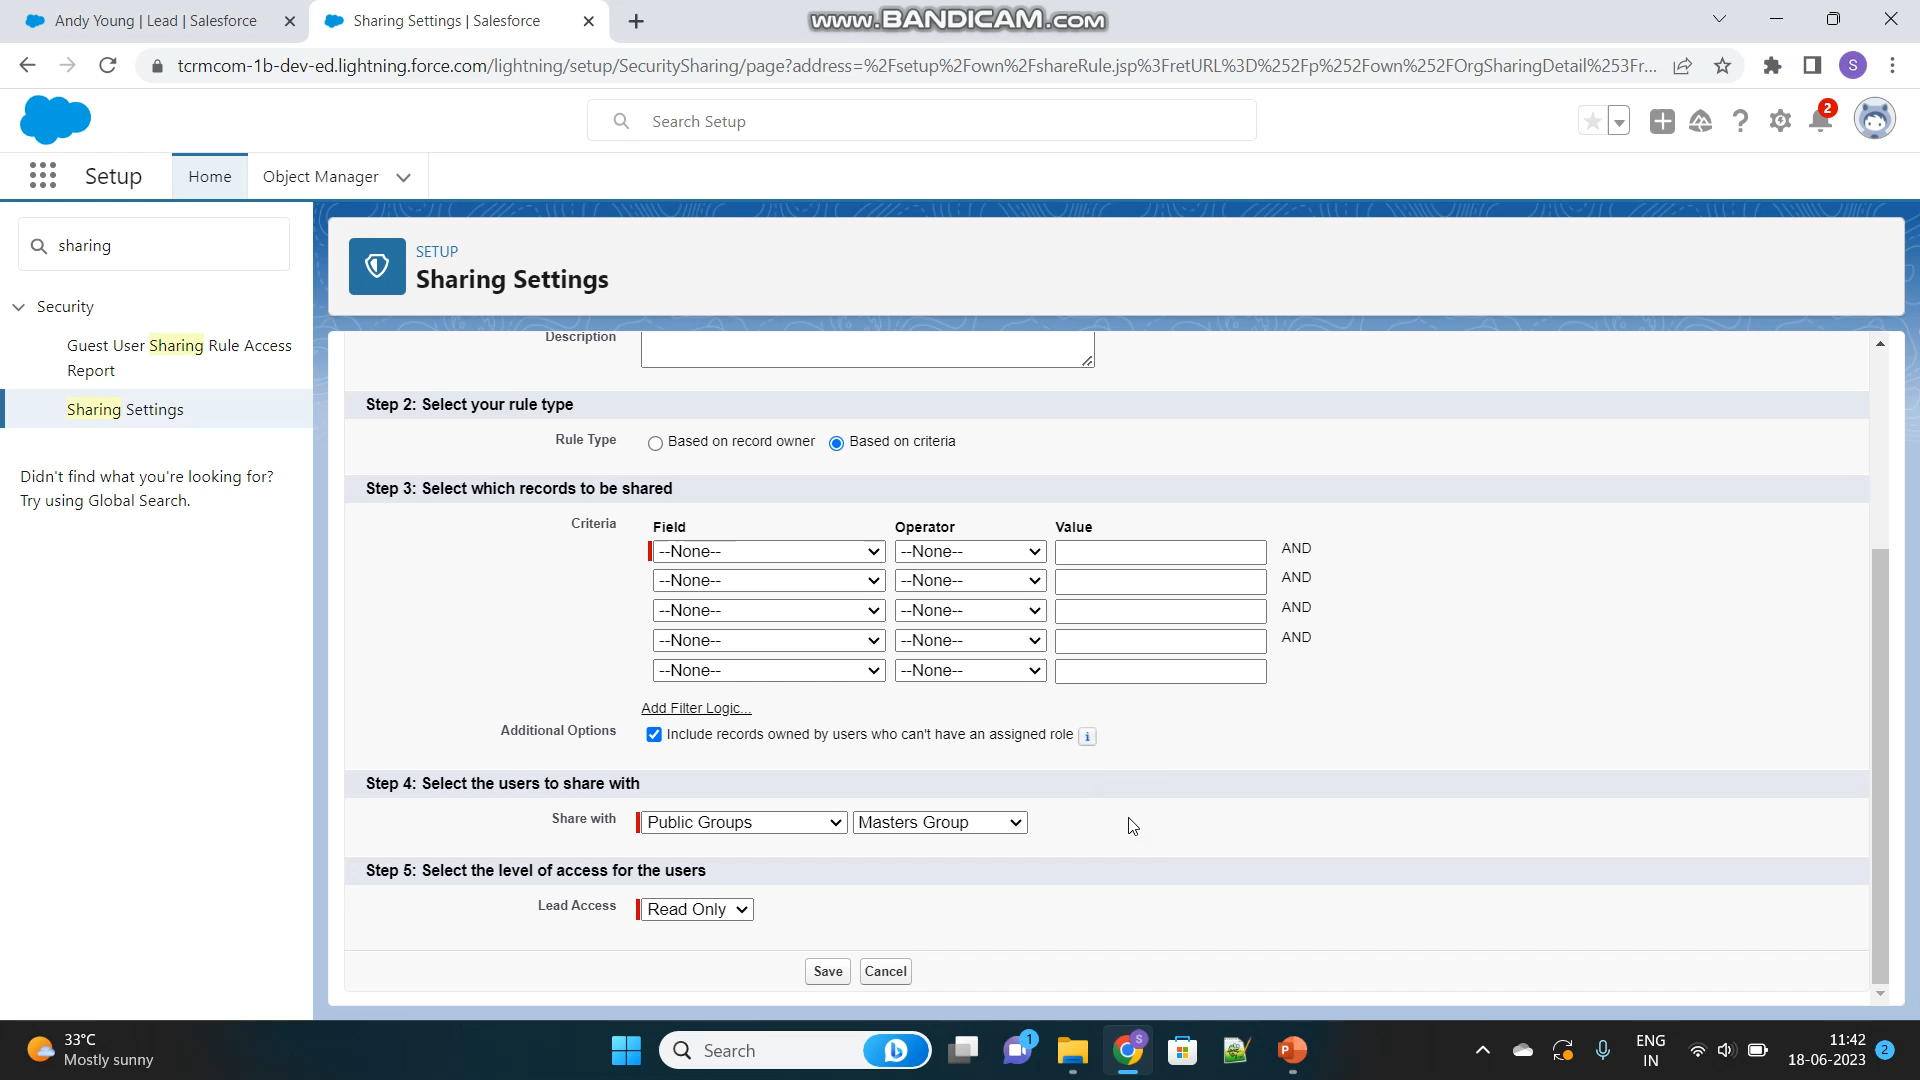 Andy Young | Lead | Salesforce
Sharing Settings | Salesforce
www.BANDICAM.com
tcrmcom-1b-dev-ed.lightning.force.com/lightning/setup/SecuritySharing/page?address=%2Fsetup%2Fown%2FshareRule.jsp%3FretURL%3D%252Fp%252Fown%252FOrgSharingDetail%253Fr...
S
Search Setup
2
Setup
Home
Object Manager
sharing
Security
Guest User Sharing Rule Access
Report
Sharing Settings
Didn't find what you're looking for?
Try using Global Search.
SETUP
Sharing Settings
Description
Step 2: Select your rule type
Rule Type
Based on record owner
Based on criteria
Step 3: Select which records to be shared
Criteria
Field Operator Value
--None-- --None-- AND
--None-- --None-- AND
--None-- --None-- AND
--None-- --None-- AND
--None-- --None--
Add Filter Logic...
Additional Options
Include records owned by users who can't have an assigned role
i
Step 4: Select the users to share with
Share with
Public Groups
Masters Group
Step 5: Select the level of access for the users
Lead Access
Read Only
Save
Cancel
33°C
Mostly sunny
Search
1
S
P
ENG
IN
11:42
18-06-2023
2